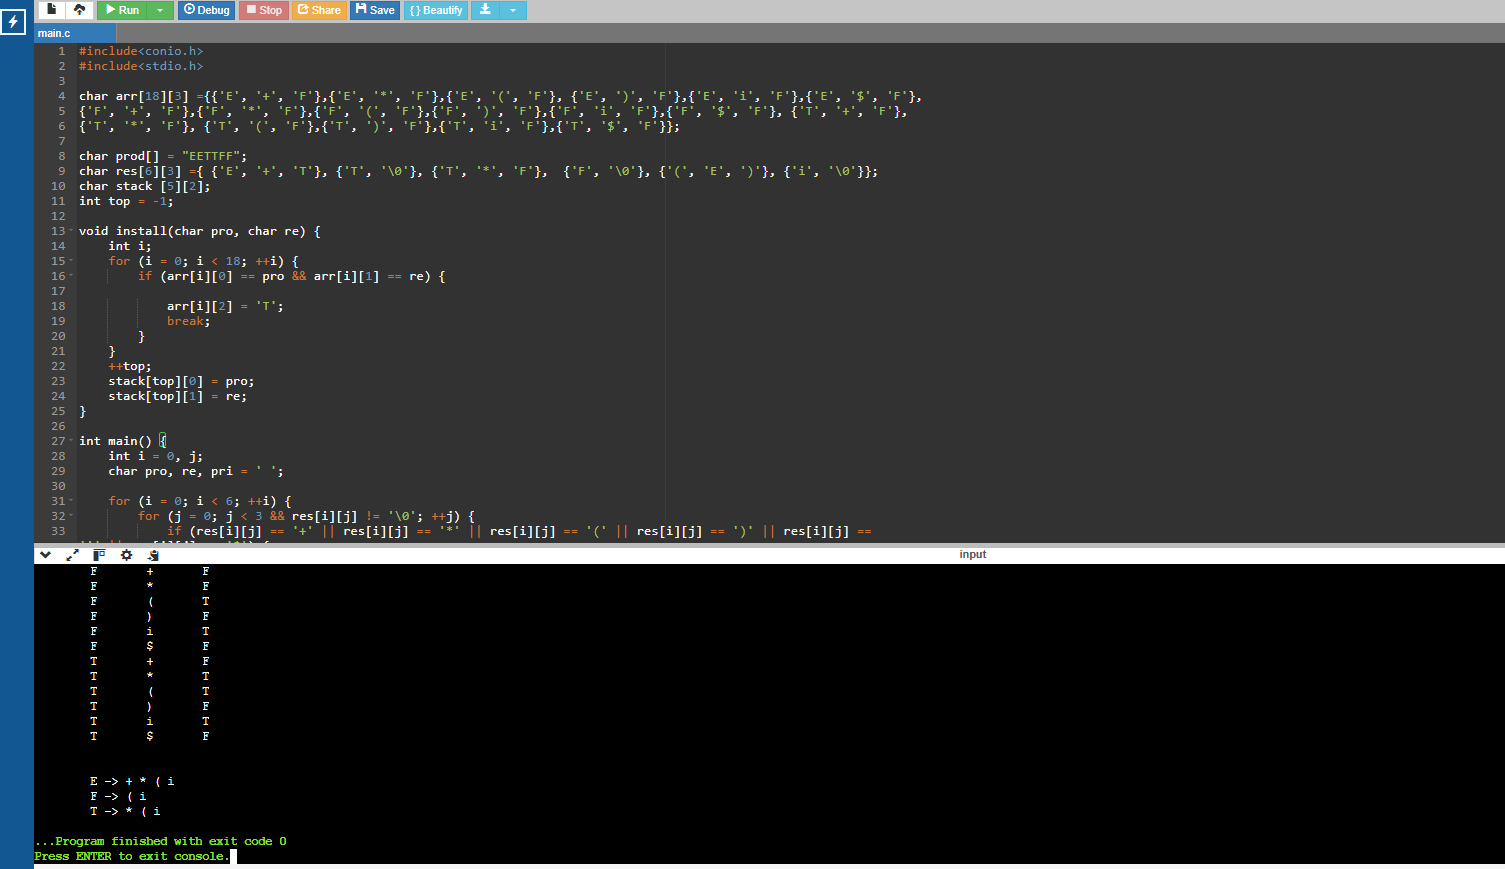 Run Debug Stop Share Save {} Beautify
main.c
1 #include<conio.h>
2 #include<stdio.h>
3
4 char arr[18][3] ={{'E', '+', 'F'},{'E', '*', 'F'},{'E', '(', 'F'}, {'E', ')', 'F'},{'E', 'i', 'F'},{'E', '$', 'F'},
5 {'F', '+', 'F'},{'F', '*', 'F'},{'F', '(', 'F'},{'F', ')', 'F'},{'F', 'i', 'F'},{'F', '$', 'F'}, {'T', '+', 'F'},
6 {'T', '*', 'F'}, {'T', '(', 'F'},{'T', ')', 'F'},{'T', 'i', 'F'},{'T', '$', 'F'}};
7
8 char prod[] = "EETTFF";
9 char res[6][3] ={ {'E', '+', 'T'}, {'T', '\0'}, {'T', '*', 'F'}, {'F', '\0'}, {'(', 'E', ')'}, {'i', '\0'}};
10 char stack [5][2];
11 int top = -1;
12
13 void install(char pro, char re) {
14 int i;
15 for (i = 0; i < 18; ++i) {
16 if (arr[i][0] == pro && arr[i][1] == re) {
17
18 arr[i][2] = 'T';
19 break;
20 }
21 }
22 ++top;
23 stack[top][0] = pro;
24 stack[top][1] = re;
25 }
26
27 int main() {
28 int i = 0, j;
29 char pro, re, pri = ' ';
30
31 for (i = 0; i < 6; ++i) {
32 for (j = 0; j < 3 && res[i][j] != '\0'; ++j) {
33 if (res[i][j] == '+' || res[i][j] == '*' || res[i][j] == '(' || res[i][j] == ')' || res[i][j] ==
input
F + F
F * F
F ( T
F ) F
F i T
F $ F
T + F
T * T
T ( T
T ) F
T i T
T $ F
E -> + * ( i
F -> ( i
T -> * ( i
...Program finished with exit code 0
Press ENTER to exit console.